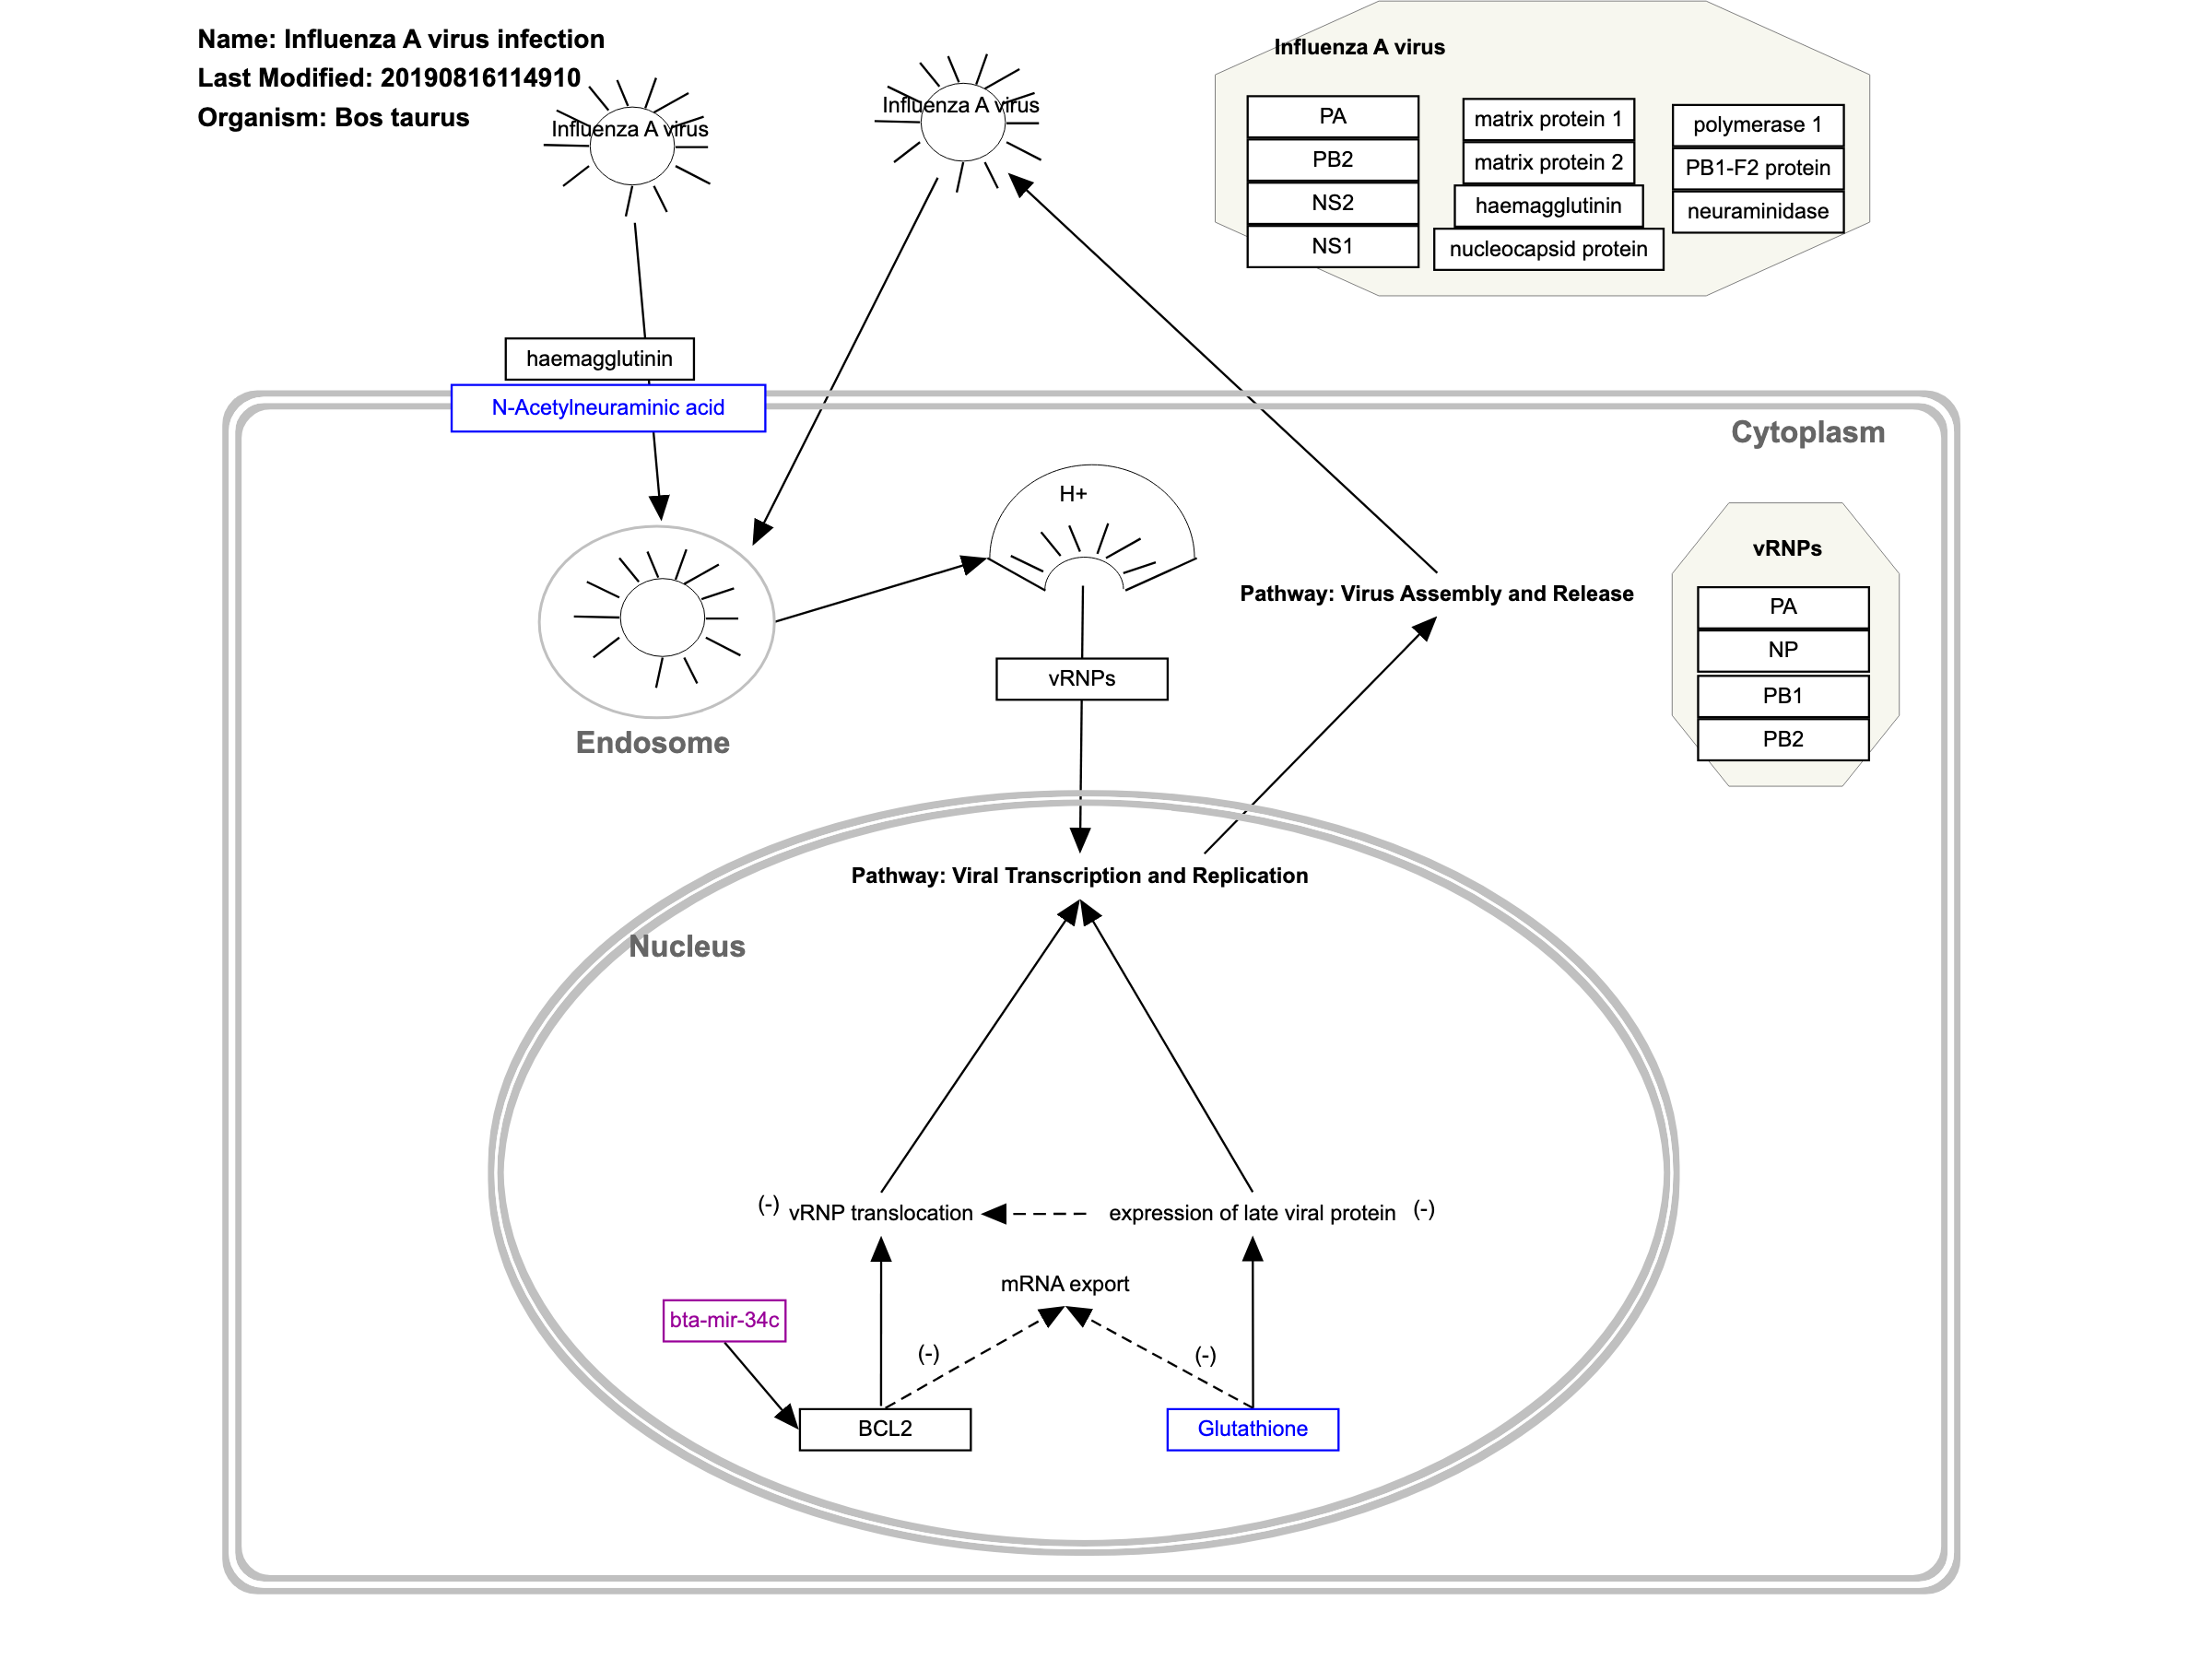 Name: Influenza A virus infection
Last Modified: 20190816114910
Organism: Bos taurus
Influenza A virus
Influenza A virus
Influenza A virus
PA
PB2
NS2
NS1
matrix protein 1
matrix protein 2
haemagglutinin
nucleocapsid protein
polymerase 1
PB1-F2 protein
neuraminidase
haemagglutinin
N-Acetylneuraminic acid
Cytoplasm
H+
vRNPs
PA
NP
PB1
PB2
Pathway: Virus Assembly and Release
vRNPs
Endosome
Pathway: Viral Transcription and Replication
Nucleus
(-) vRNP translocation
expression of late viral protein (-)
mRNA export
bta-mir-34c
(-)
(-)
BCL2
Glutathione